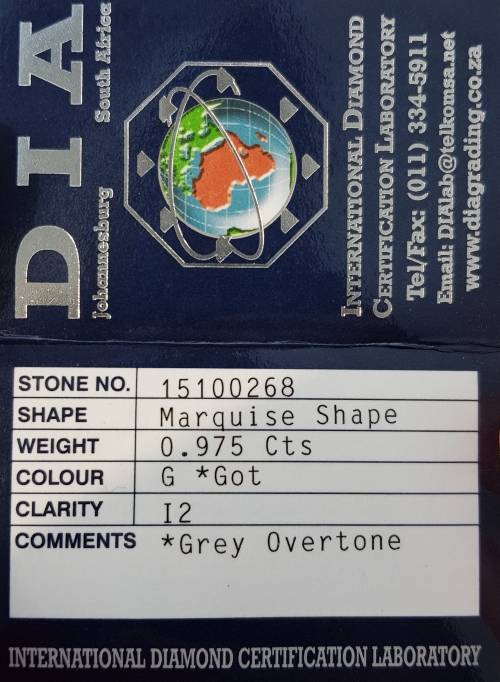 DIA
Johannesburg South Africa
INTERNATIONAL DIAMOND
CERTIFICATION LABORATORY
Tel/Fax: (011) 334-5911
Email: DIAlab@telkomsa.net
www.diagrading.co.za
STONE NO. 15100268
SHAPE Marquise Shape
WEIGHT 0.975 Cts
COLOUR G *Got
CLARITY I2
COMMENTS *Grey Overtone
INTERNATIONAL DIAMOND CERTIFICATION LABORATORY